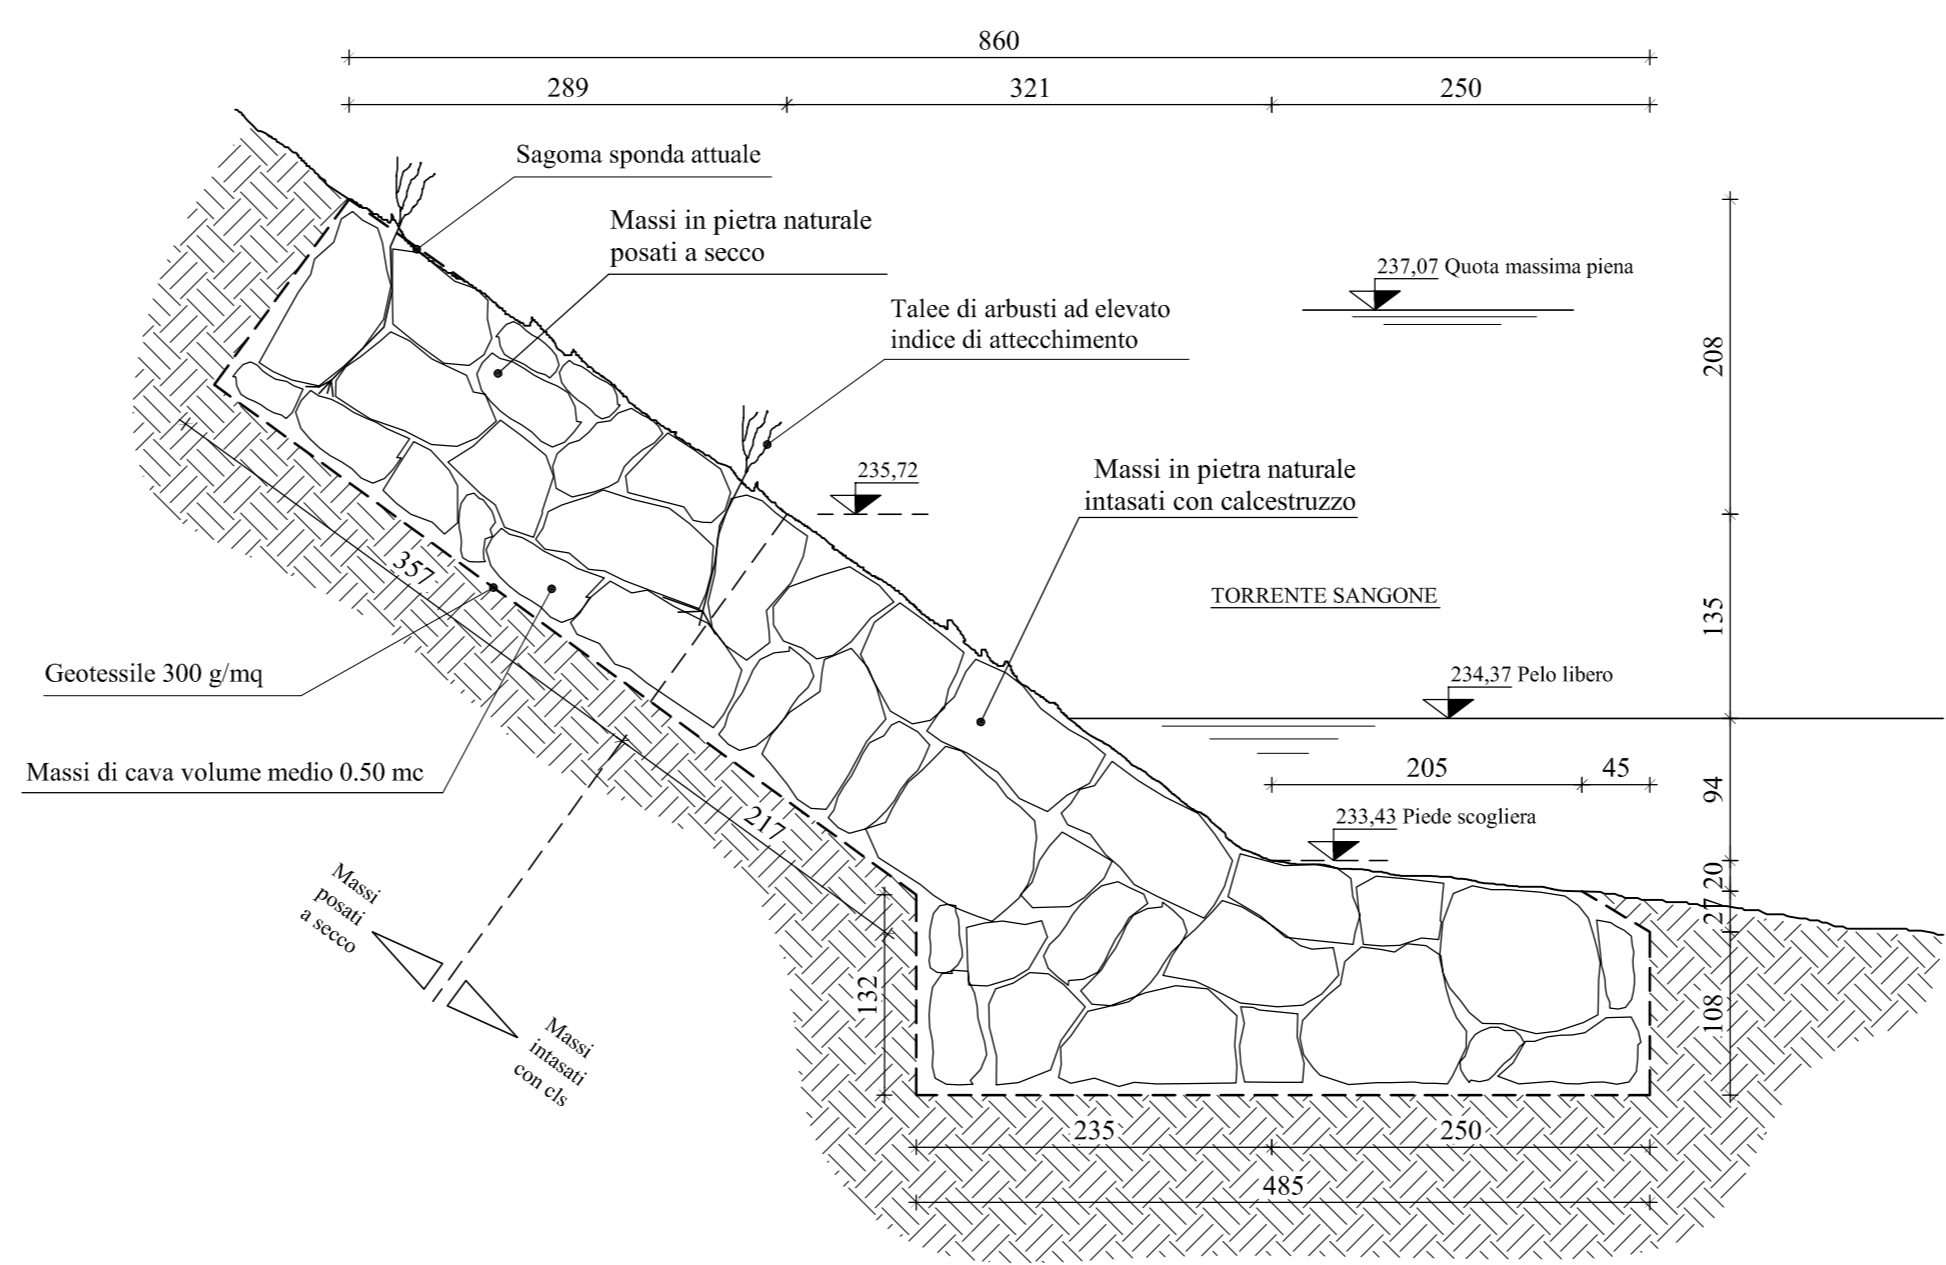 860
289
321
250
Sagoma sponda attuale
Massi in pietra naturale
posati a secco
237,07 Quota massima piena
Talee di arbusti ad elevato
indice di attecchimento
208
235,72
Massi in pietra naturale
intasati con calcestruzzo
357
TORRENTE SANGONE
135
Geotessile 300 g/mq
234,37 Pelo libero
Massi di cava volume medio 0.50 mc
205
45
94
217
233,43 Piede scogliera
20
27
Massi
posati
a secco
132
108
Massi
intasati
con cls
235
250
485